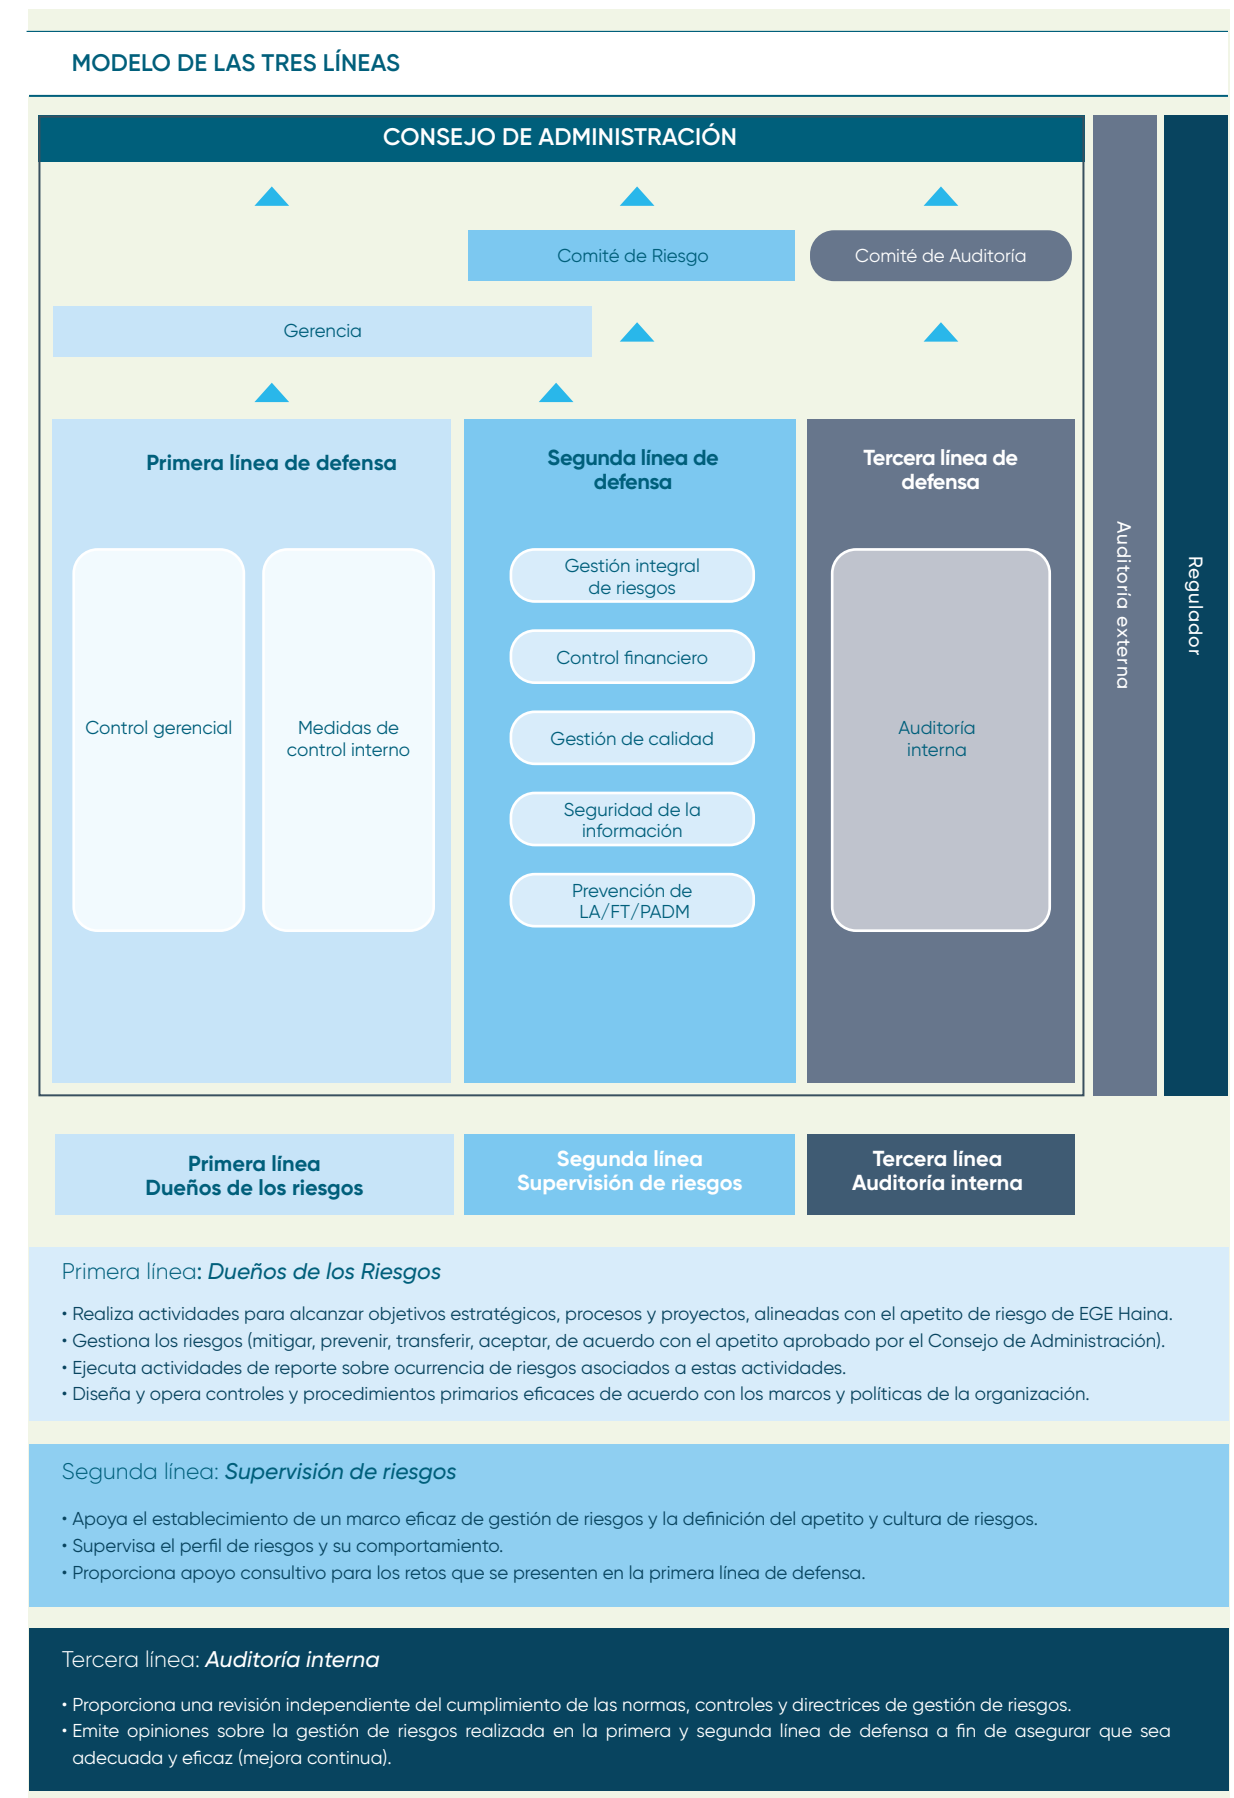 MODELO DE LAS TRES LÍNEAS
CONSEJO DE ADMINISTRACIÓN
Comité de Riesgo
Comité de Auditoría
Gerencia
Primera línea de defensa
Control gerencial
Medidas de
control interno
Segunda línea de
defensa
Gestión integral
de riesgos
Control financiero
Gestión de calidad
Seguridad de la
información
Prevención de
LA/FT/PADM
Tercera línea de
defensa
Auditoría
interna
Auditoría externa
Regulador
Primera línea
Dueños de los riesgos
Segunda línea
Supervisión de riesgos
Tercera línea
Auditoría interna
Primera línea: Dueños de los Riesgos
• Realiza actividades para alcanzar objetivos estratégicos, procesos y proyectos, alineadas con el apetito de riesgo de EGE Haina.
• Gestiona los riesgos (mitigar, prevenir, transferir, aceptar, de acuerdo con el apetito aprobado por el Consejo de Administración).
• Ejecuta actividades de reporte sobre ocurrencia de riesgos asociados a estas actividades.
• Diseña y opera controles y procedimientos primarios eficaces de acuerdo con los marcos y políticas de la organización.
Segunda línea: Supervisión de riesgos
• Apoya el establecimiento de un marco eficaz de gestión de riesgos y la definición del apetito y cultura de riesgos.
• Supervisa el perfil de riesgos y su comportamiento.
• Proporciona apoyo consultivo para los retos que se presenten en la primera línea de defensa.
Tercera línea: Auditoría interna
• Proporciona una revisión independiente del cumplimiento de las normas, controles y directrices de gestión de riesgos.
• Emite opiniones sobre la gestión de riesgos realizada en la primera y segunda línea de defensa a fin de asegurar que sea
adecuada y eficaz (mejora continua).